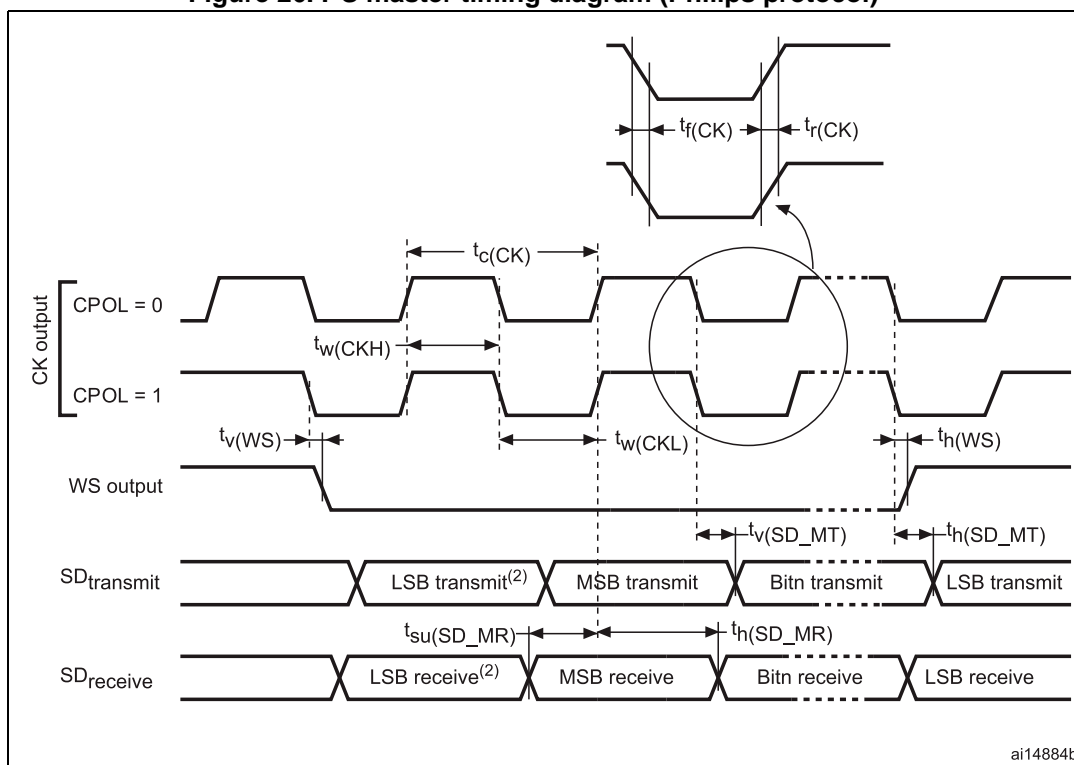 tf(CK)
tr(CK)
tc(CK)
CK output
CPOL = 0
tw(CKH)
CPOL = 1
tv(WS)
tw(CKL)
th(WS)
WS output
tv(SD_MT)
th(SD_MT)
SDtransmit
LSB transmit(2)
MSB transmit
Bitn transmit
LSB transmit
tsu(SD_MR)
th(SD_MR)
SDreceive
LSB receive(2)
MSB receive
Bitn receive
LSB receive
ai14884b